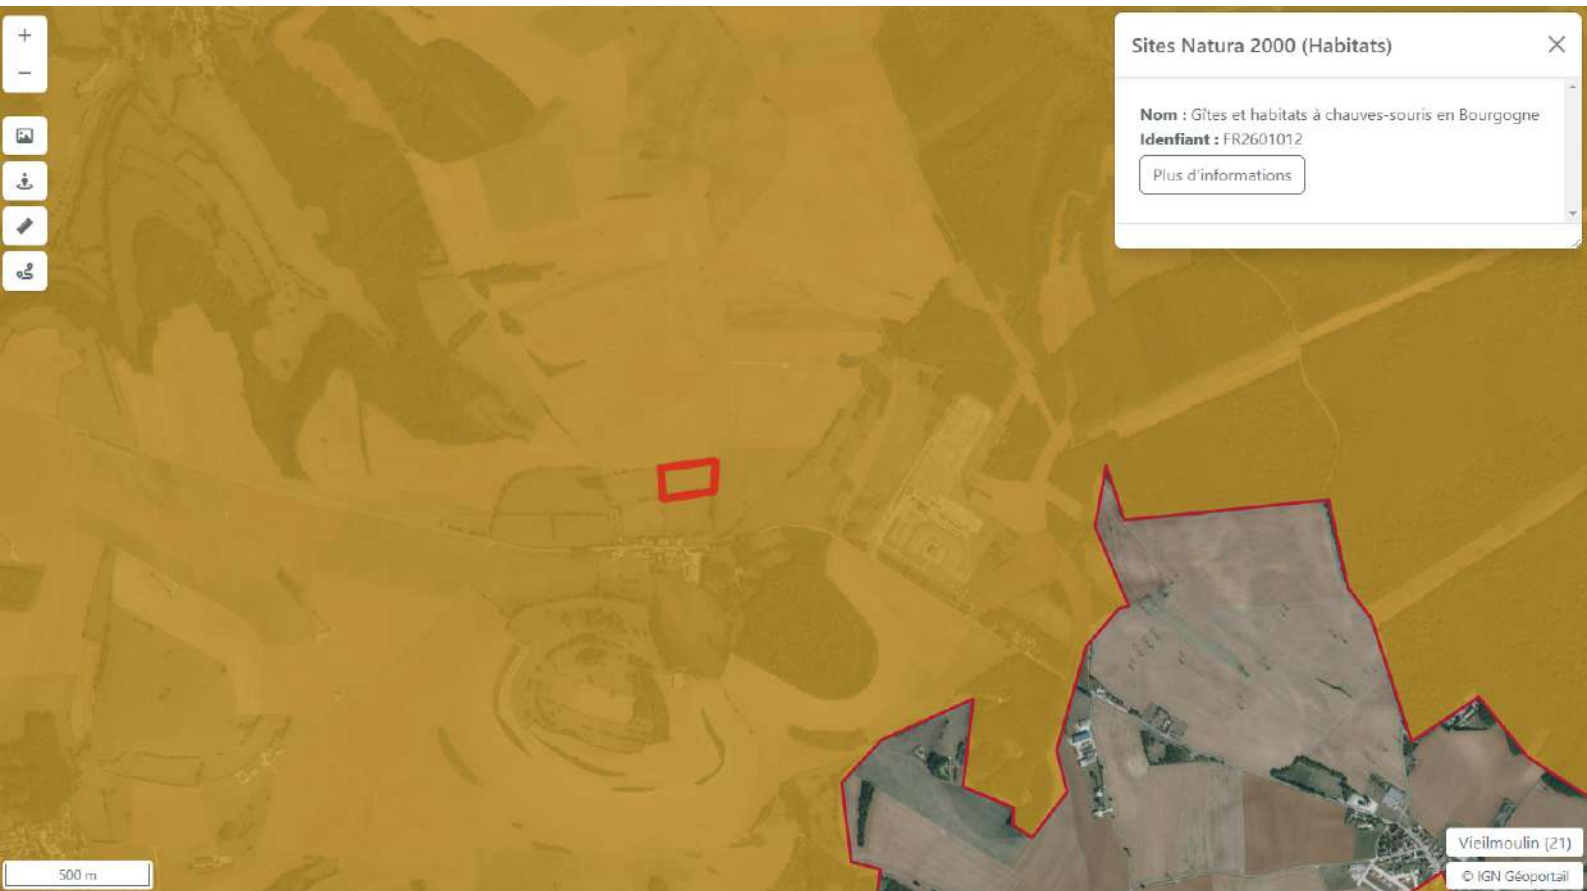 +
−
Sites Natura 2000 (Habitats)
Nom : Gîtes et habitats à chauves-souris en Bourgogne
Idenfiant : FR2601012
Plus d'informations
500 m
Vieilmoulin (21)
© IGN Géoportail